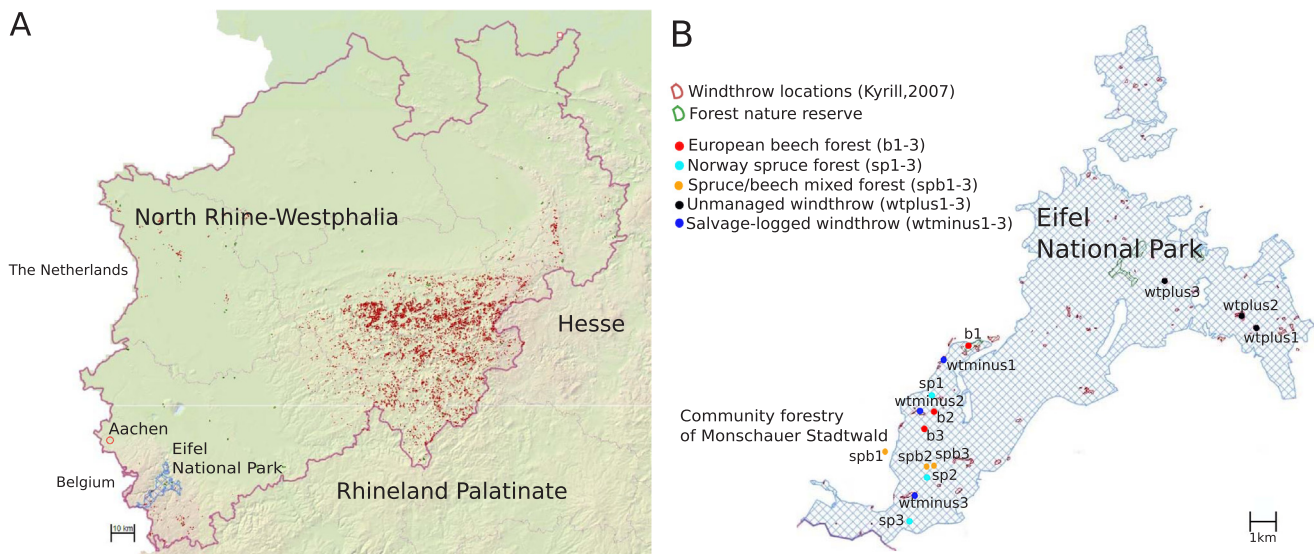 A
North Rhine-Westphalia
The Netherlands
Hesse
Aachen
Eifel
National Park
Belgium
Rhineland Palatinate
10 km
B
Windthrow locations (Kyrill,2007)
Forest nature reserve
European beech forest (b1-3)
Norway spruce forest (sp1-3)
Spruce/beech mixed forest (spb1-3)
Unmanaged windthrow (wtplus1-3)
Salvage-logged windthrow (wtminus1-3)
Eifel
National Park
wtplus3
wtplus2
wtplus1
b1
wtminus1
sp1
wtminus2
b2
Community forestry
of Monschauer Stadtwald
b3
spb1
spb2
spb3
sp2
wtminus3
sp3
1km